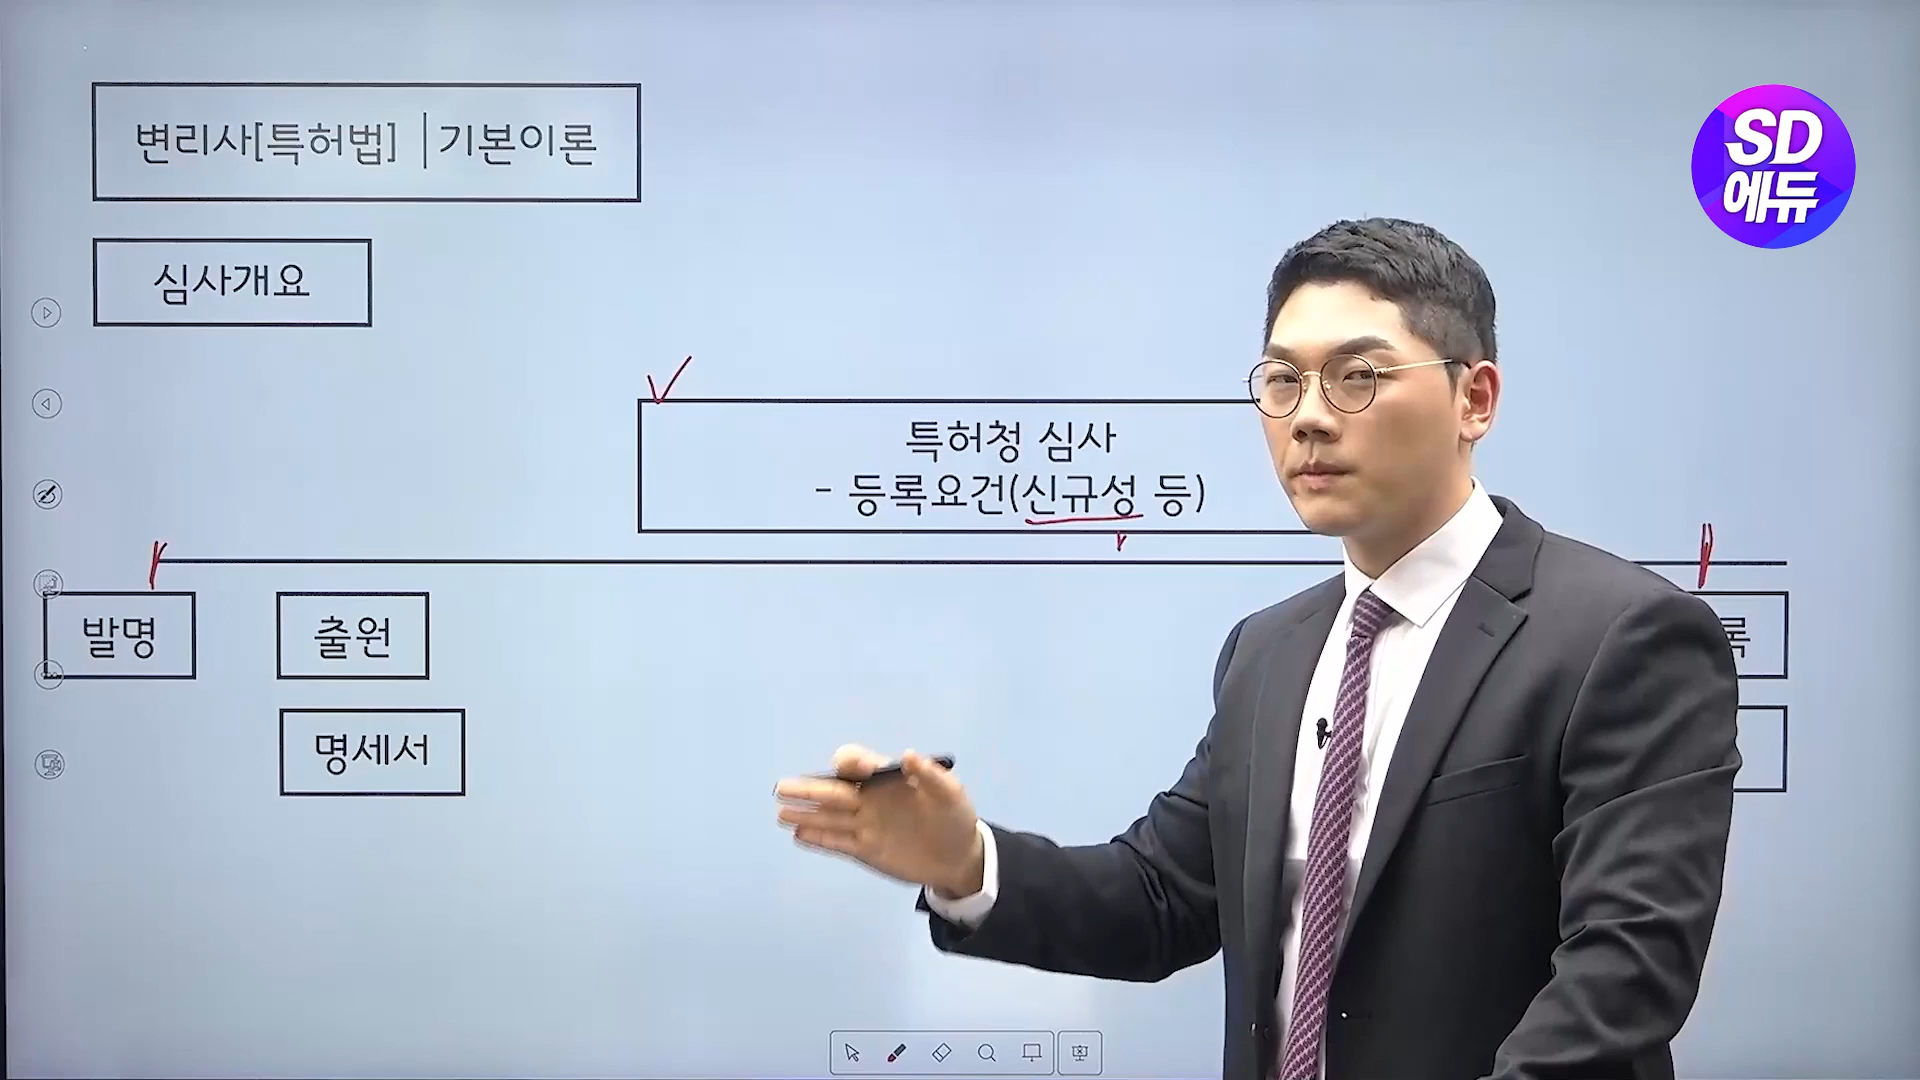 변리사[특허법] | 기본이론
SD
에듀
심사개요
특허청 심사
- 등록요건(신규성 등)
발명
출원
록
명세서